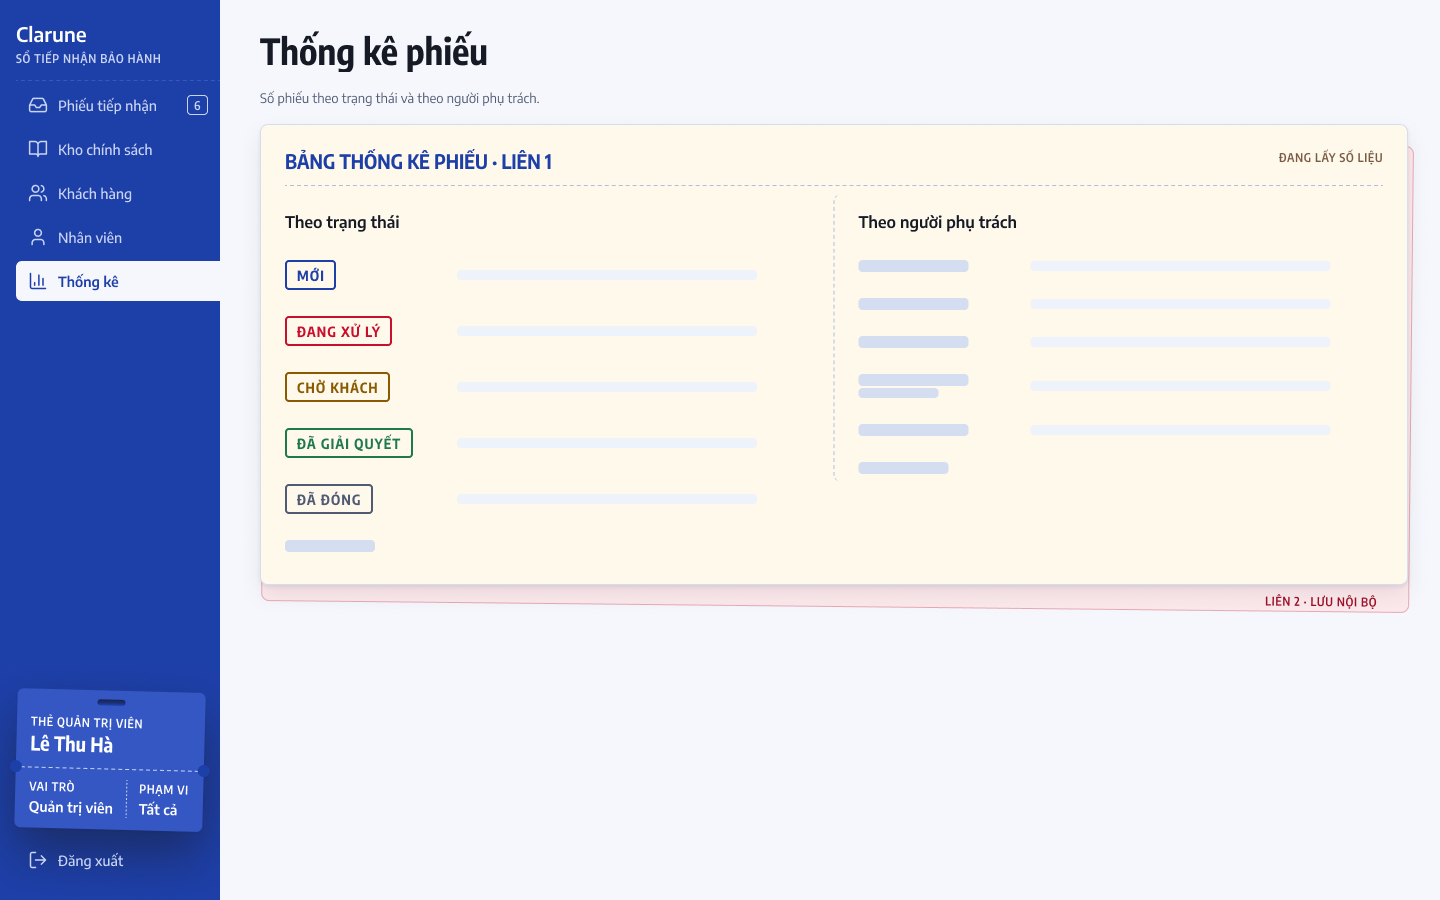 Clarune
SỔ TIẾP NHẬN BẢO HÀNH
Phiếu tiếp nhận 6
Kho chính sách
Khách hàng
Nhân viên
Thống kê
THẺ QUẢN TRỊ VIÊN
Lê Thu Hà
VAI TRÒ
Quản trị viên
PHẠM VI
Tất cả
Đăng xuất
Thống kê phiếu
Số phiếu theo trạng thái và theo người phụ trách.
BẢNG THỐNG KÊ PHIẾU · LIÊN 1
ĐANG LẤY SỐ LIỆU
Theo trạng thái
MỚI
ĐANG XỬ LÝ
CHỜ KHÁCH
ĐÃ GIẢI QUYẾT
ĐÃ ĐÓNG
Theo người phụ trách
LIÊN 2 · LƯU NỘI BỘ